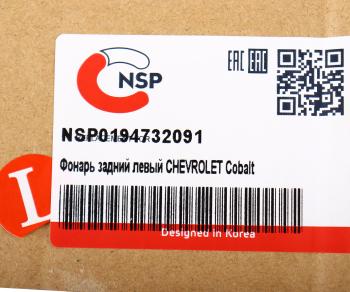 NSP
EAC EAC
NSP0194732091
Фонарь задний левый CHEVROLET Cobalt
L
Designed in Korea